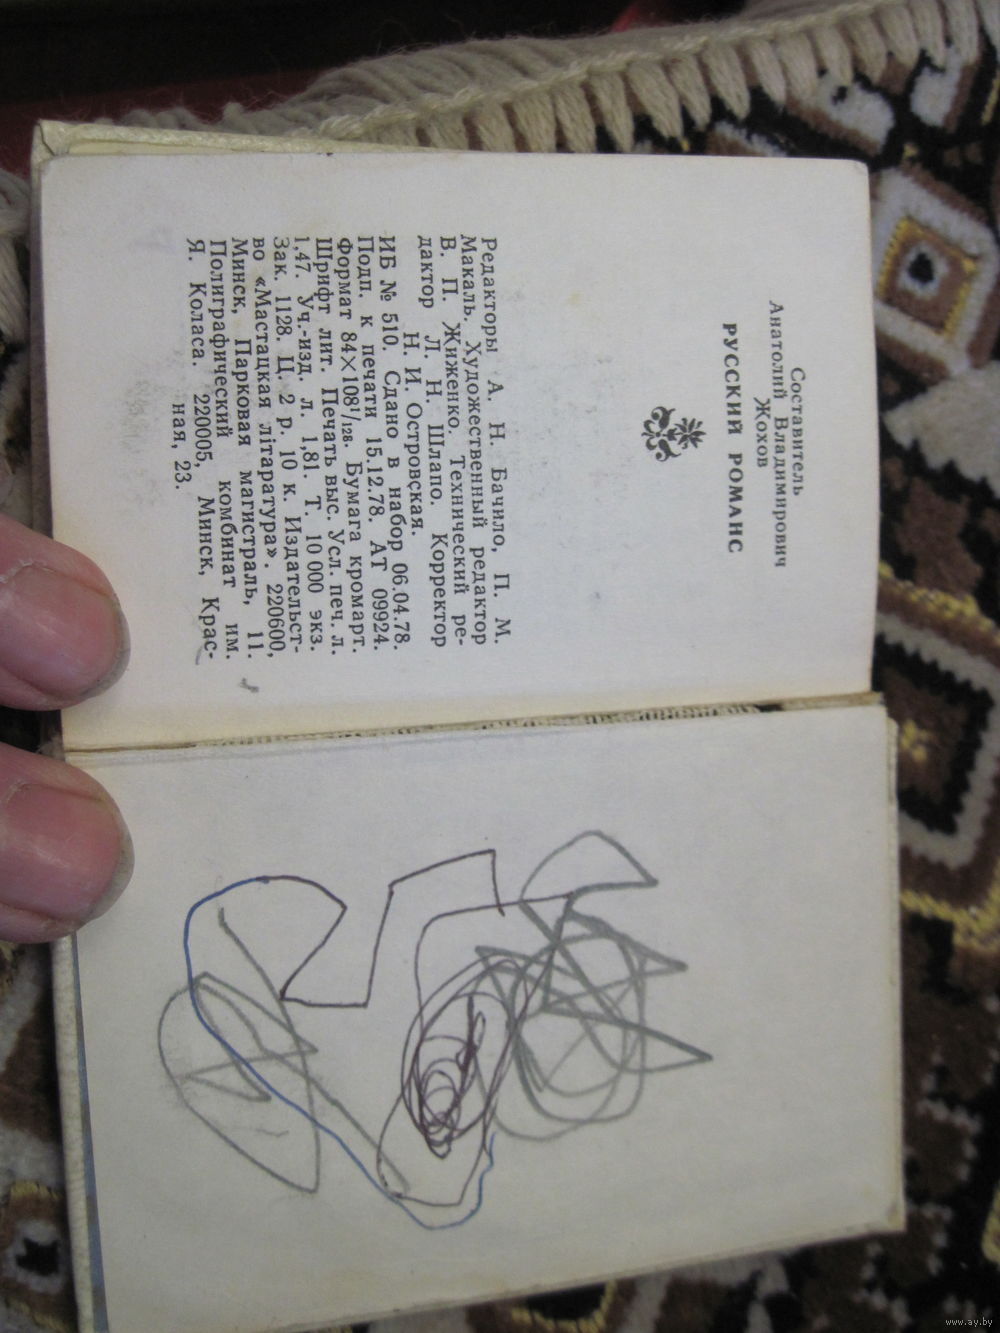 Составитель
Анатолий Владимирович
Жохов
РУССКИЙ РОМАНС
Редакторы А. Н. Бачило, П. М.
Макаль. Художественный редактор
В. П. Жиженко. Технический ре-
дактор Л. Н. Шлапо. Корректор
Н. И. Островская.
ИБ № 510. Сдано в набор 06.04.78.
Подп. к печати 15.12.78. АТ 09924.
Формат 84×108¹/₁₂₈. Бумага кромарт.
Шрифт лит. Печать выс. Усл. печ. л.
1,47. Уч.-изд. л. 1,81. Т. 10 000 экз.
Зак. 1128. Ц. 2 р. 10 к. Издательст-
во «Мастацкая літаратура». 220600,
Минск, Парковая магистраль, 11.
Полиграфический комбинат им.
Я. Коласа. 220005, Минск, Крас-
ная, 23.
www.ay.by